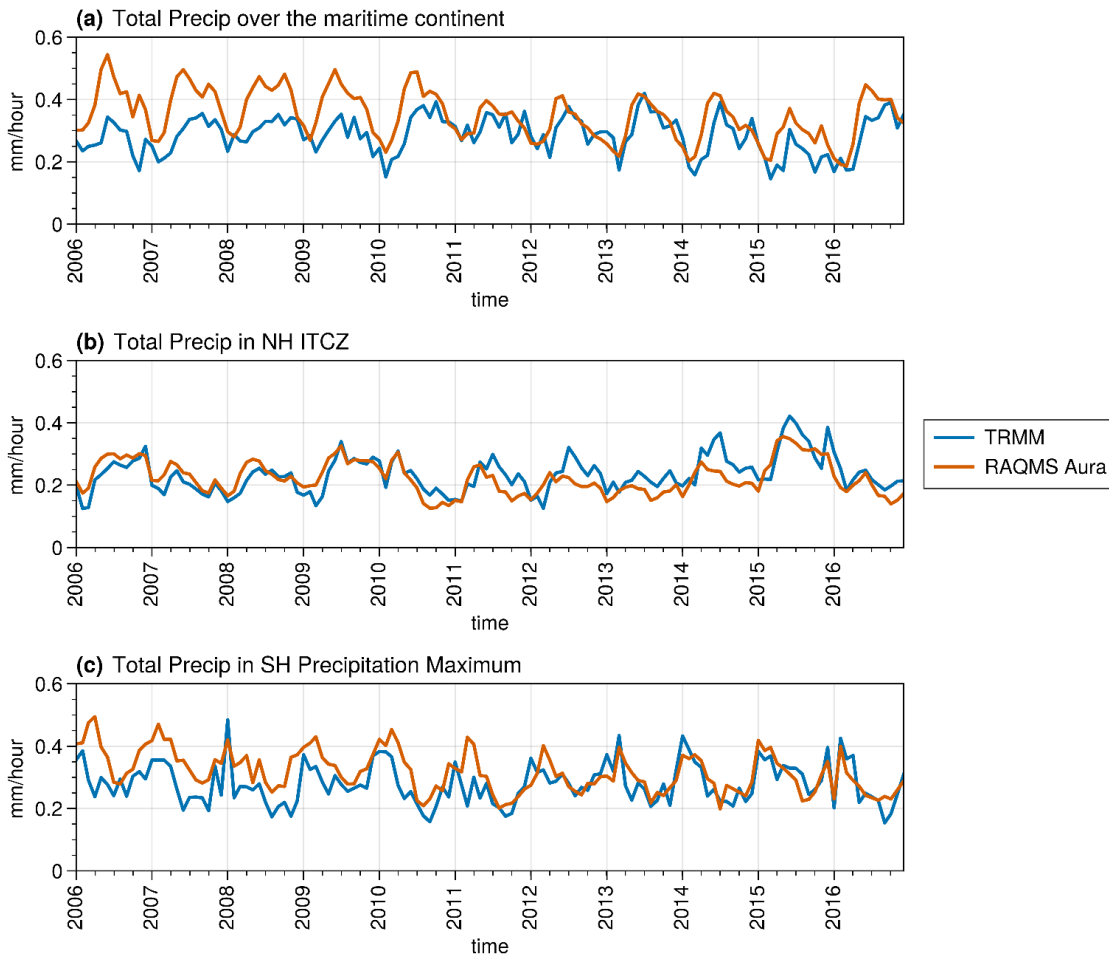 (a) Total Precip over the maritime continent
0.6
0.4
0.2
0
mm/hour
2006 2007 2008 2009 2010 2011 2012 2013 2014 2015 2016
time
(b) Total Precip in NH ITCZ
0.6
0.4
0.2
0
mm/hour
2006 2007 2008 2009 2010 2011 2012 2013 2014 2015 2016
time
TRMM
RAQMS Aura
(c) Total Precip in SH Precipitation Maximum
0.6
0.4
0.2
0
mm/hour
2006 2007 2008 2009 2010 2011 2012 2013 2014 2015 2016
time